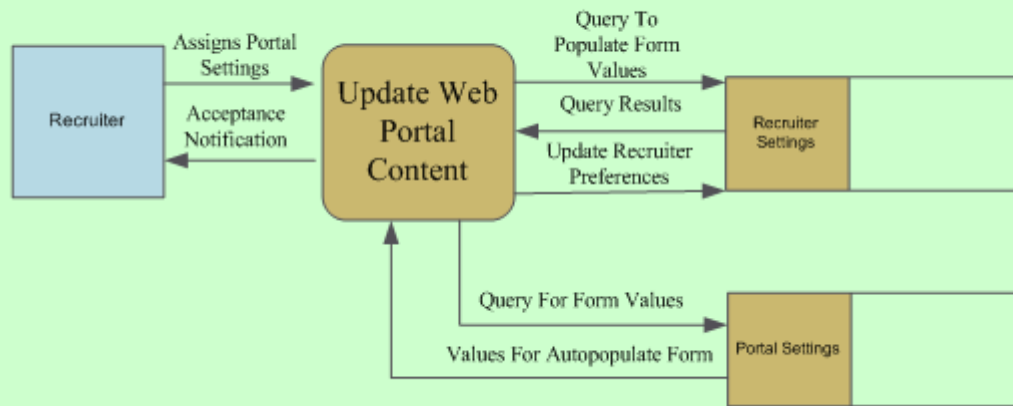 Assigns Portal
Settings
Recruiter
Acceptance
Notification
Update Web
Portal
Content
Query To
Populate Form
Values
Query Results
Update Recruiter
Preferences
Recruiter
Settings
Query For Form Values
Values For Autopopulate Form
Portal Settings